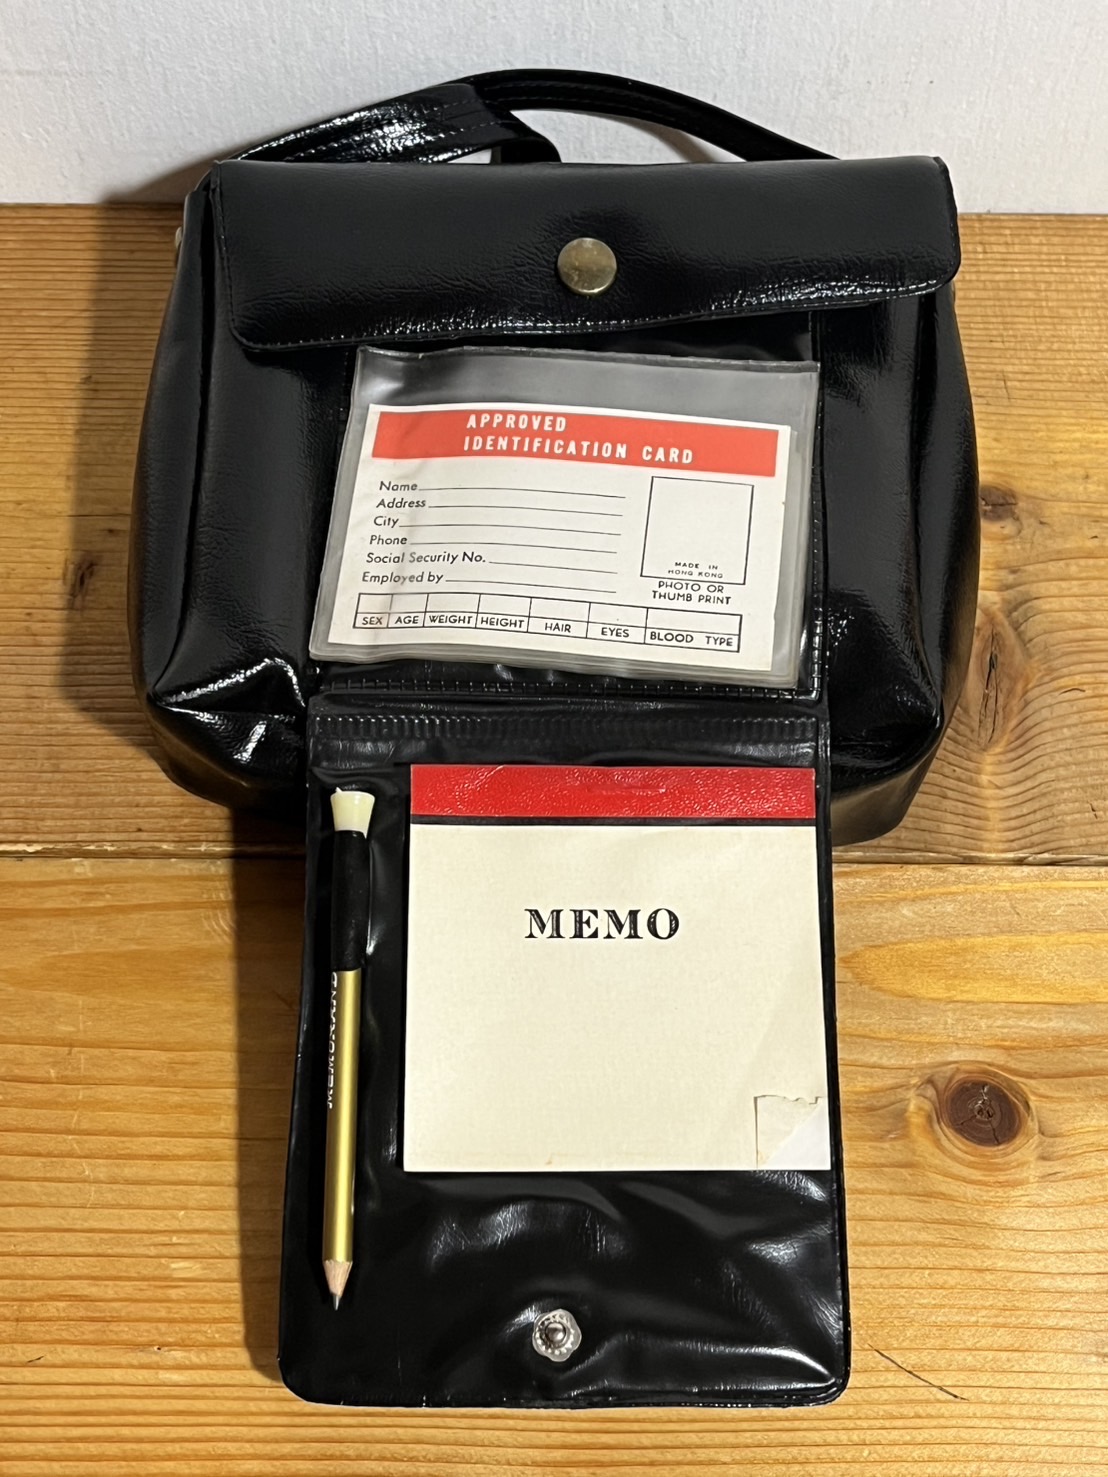 APPROVED
IDENTIFICATION CARD
Name
Address
City
Phone
Social Security No.
Employed by
MADE IN
HONG KONG
PHOTO OR
THUMB PRINT
SEX AGE WEIGHT HEIGHT HAIR EYES BLOOD TYPE
MEMO